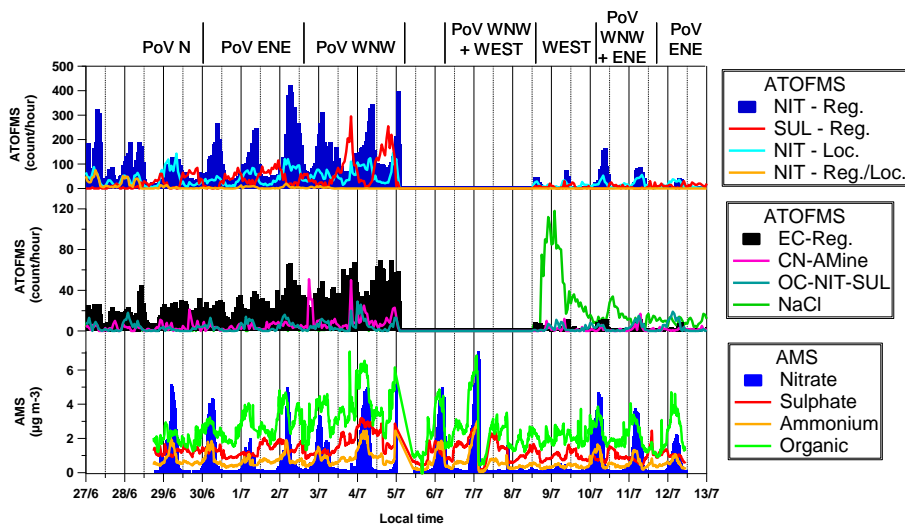 PoV N
PoV ENE
PoV WNW
PoV WNW
+ WEST
WEST
PoV
WNW
+ ENE
PoV
ENE
500
400
300
200
100
0
ATOFMS
(count/hour)
ATOFMS
NIT - Reg.
SUL - Reg.
NIT - Loc.
NIT - Reg./Loc.
120
80
40
0
ATOFMS
(count/hour)
ATOFMS
EC-Reg.
CN-AMine
OC-NIT-SUL
NaCl
6
4
2
0
AMS
(µg m-3)
AMS
Nitrate
Sulphate
Ammonium
Organic
27/6 28/6 29/6 30/6 1/7 2/7 3/7 4/7 5/7 6/7 7/7 8/7 9/7 10/7 11/7 12/7 13/7
Local time